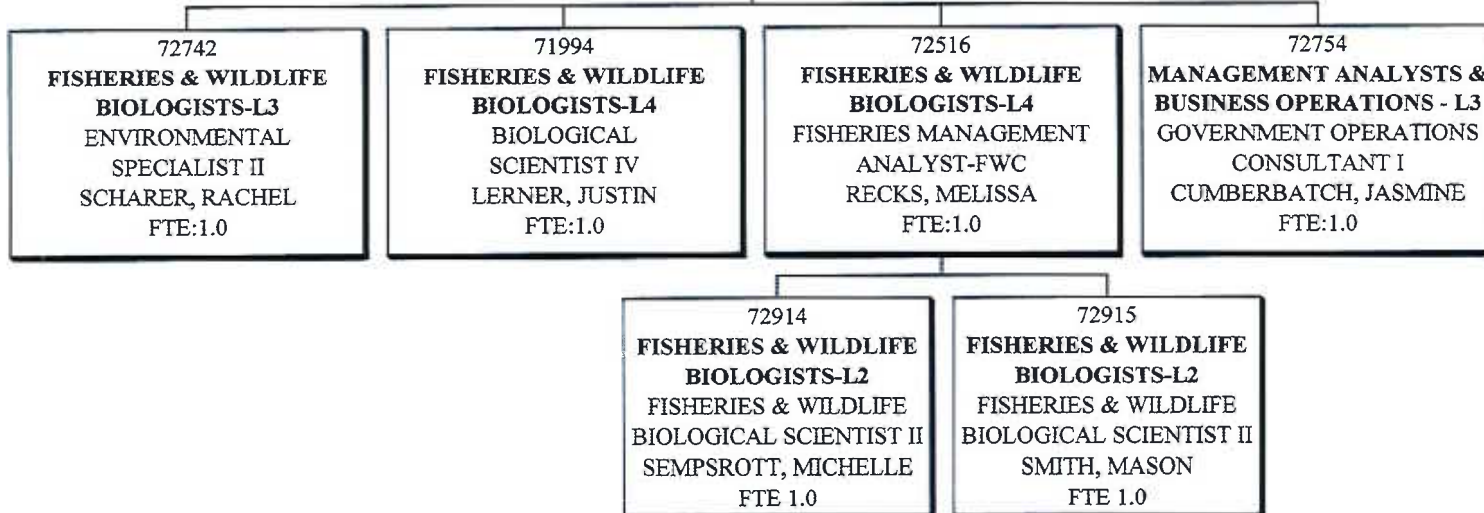 72742
FISHERIES & WILDLIFE
BIOLOGISTS-L3
ENVIRONMENTAL
SPECIALIST II
SCHARER, RACHEL
FTE:1.0
71994
FISHERIES & WILDLIFE
BIOLOGISTS-L4
BIOLOGICAL
SCIENTIST IV
LERNER, JUSTIN
FTE:1.0
72516
FISHERIES & WILDLIFE
BIOLOGISTS-L4
FISHERIES MANAGEMENT
ANALYST-FWC
RECKS, MELISSA
FTE:1.0
72754
MANAGEMENT ANALYSTS &
BUSINESS OPERATIONS - L3
GOVERNMENT OPERATIONS
CONSULTANT I
CUMBERBATCH, JASMINE
FTE:1.0
72914
FISHERIES & WILDLIFE
BIOLOGISTS-L2
FISHERIES & WILDLIFE
BIOLOGICAL SCIENTIST II
SEMPSROTT, MICHELLE
FTE 1.0
72915
FISHERIES & WILDLIFE
BIOLOGISTS-L2
FISHERIES & WILDLIFE
BIOLOGICAL SCIENTIST II
SMITH, MASON
FTE 1.0